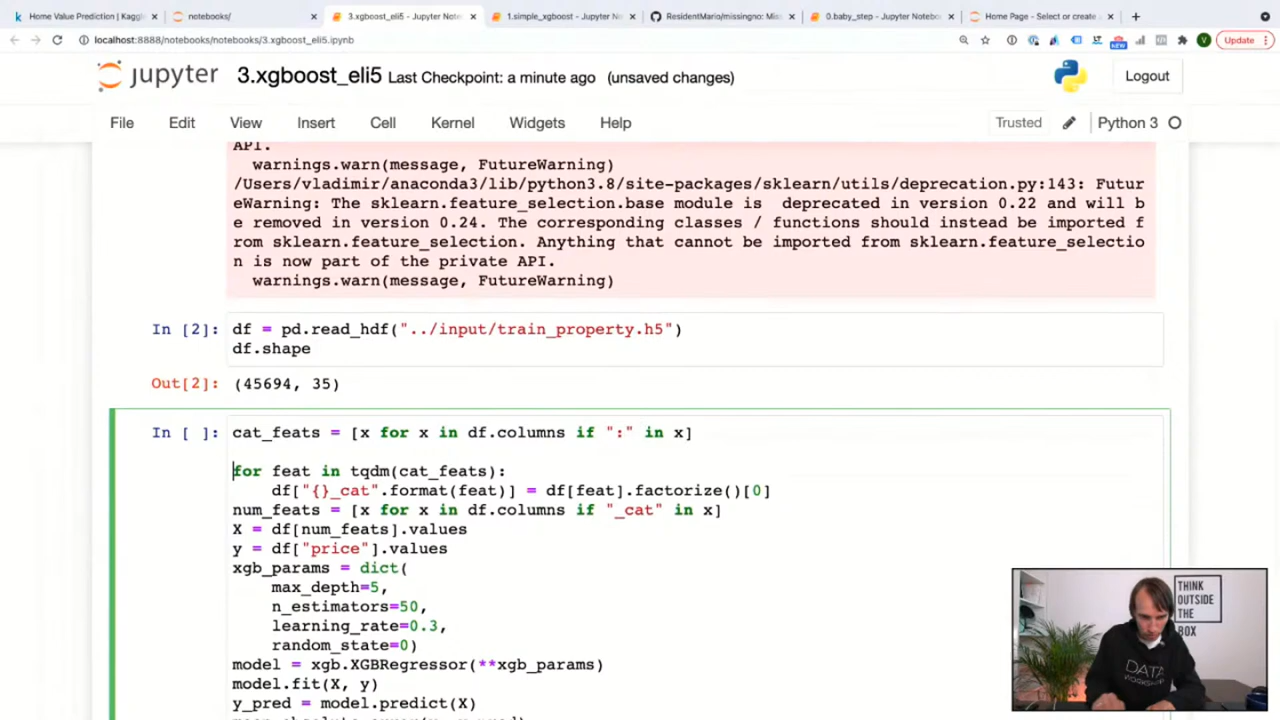 Home Value Prediction | Kaggl
notebooks/
3.xgboost_eli5 - Jupyter Note
1.simple_xgboost - Jupyter No
ResidentMario/missingno: Mis
0.baby_step - Jupyter Notebo
Home Page - Select or create
localhost:8888/notebooks/notebooks/3.xgboost_eli5.ipynb
NEW
V
Update
jupyter
3.xgboost_eli5 Last Checkpoint: a minute ago (unsaved changes)
Logout
File Edit View Insert Cell Kernel Widgets Help
Trusted
Python 3
API.
warnings.warn(message, FutureWarning)
/Users/vladimir/anaconda3/lib/python3.8/site-packages/sklearn/utils/deprecation.py:143: Futur
eWarning: The sklearn.feature_selection.base module is  deprecated in version 0.22 and will b
e removed in version 0.24. The corresponding classes / functions should instead be imported f
rom sklearn.feature_selection. Anything that cannot be imported from sklearn.feature_selectio
n is now part of the private API.
warnings.warn(message, FutureWarning)
In [2]: df = pd.read_hdf("../input/train_property.h5")
df.shape
Out[2]: (45694, 35)
In [ ]: cat_feats = [x for x in df.columns if ":" in x]
for feat in tqdm(cat_feats):
df["{}_cat".format(feat)] = df[feat].factorize()[0]
num_feats = [x for x in df.columns if "_cat" in x]
X = df[num_feats].values
y = df["price"].values
xgb_params = dict(
max_depth=5,
n_estimators=50,
learning_rate=0.3,
random_state=0)
model = xgb.XGBRegressor(**xgb_params)
model.fit(X, y)
y_pred = model.predict(X)
THINK
OUTSIDE
THE
BOX
DATA